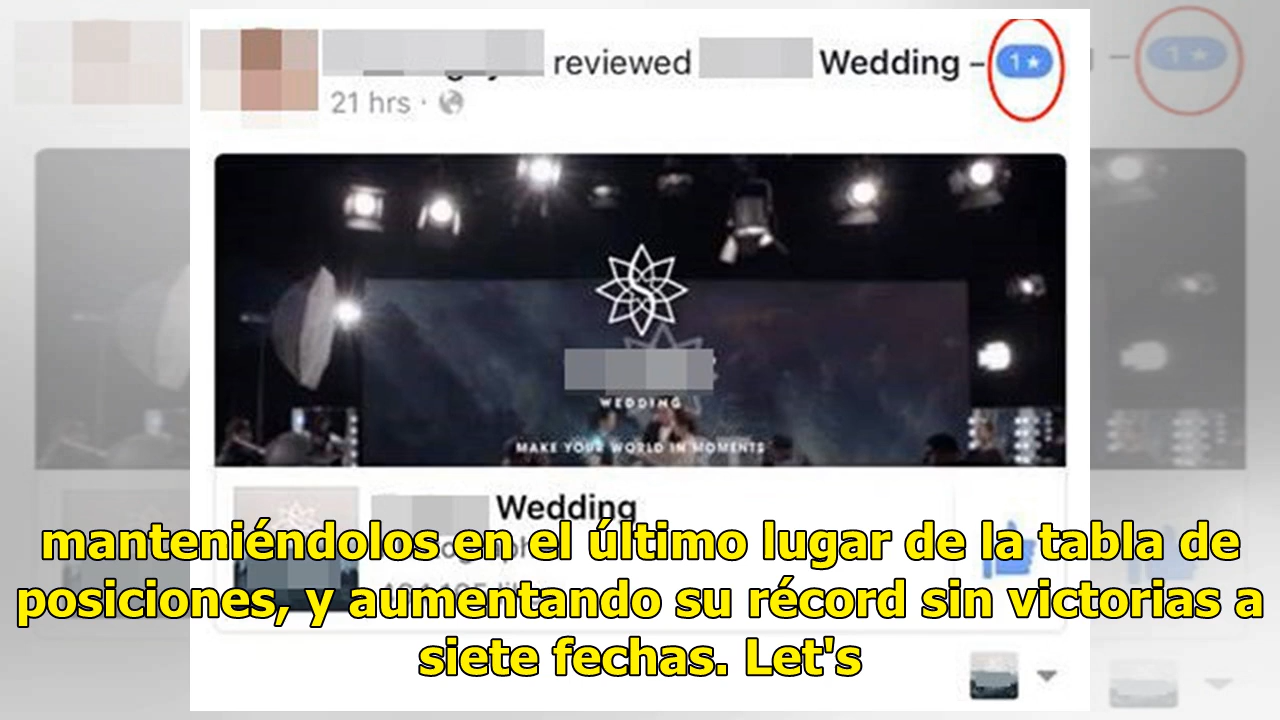 reviewed Wedding – 1★
21 hrs ·
WEDDING
MAKE YOUR WORLD IN MOMENTS
Wedding
manteniéndolos en el último lugar de la tabla de
posiciones, y aumentando su récord sin victorias a
siete fechas. Let's